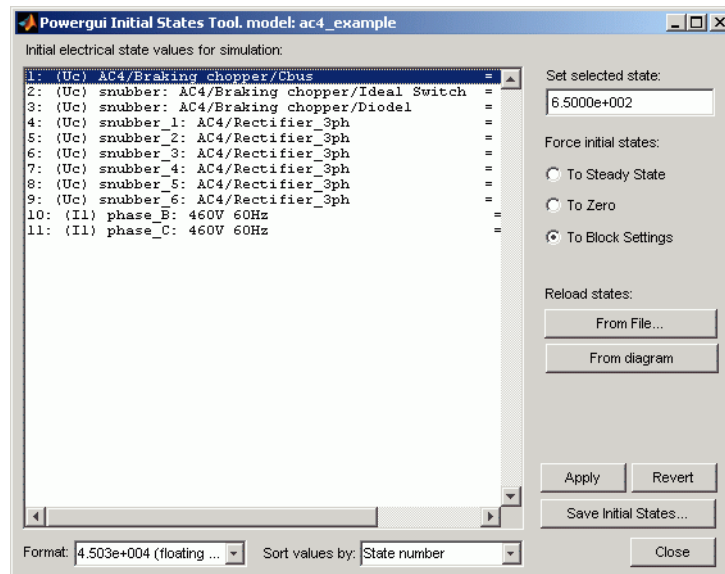 Powergui Initial States Tool. model: ac4_example
Initial electrical state values for simulation:
1: (Uc) AC4/Braking chopper/Cbus =
2: (Uc) snubber: AC4/Braking chopper/Ideal Switch =
3: (Uc) snubber: AC4/Braking chopper/Diode1 =
4: (Uc) snubber_1: AC4/Rectifier_3ph =
5: (Uc) snubber_2: AC4/Rectifier_3ph =
6: (Uc) snubber_3: AC4/Rectifier_3ph =
7: (Uc) snubber_4: AC4/Rectifier_3ph =
8: (Uc) snubber_5: AC4/Rectifier_3ph =
9: (Uc) snubber_6: AC4/Rectifier_3ph =
10: (Il) phase_B: 460V 60Hz =
11: (Il) phase_C: 460V 60Hz =
Set selected state:
6.5000e+002
Force initial states:
To Steady State
To Zero
To Block Settings
Reload states:
From File...
From diagram
Apply Revert
Save Initial States...
Format: 4.503e+004 (floating ... Sort values by: State number Close